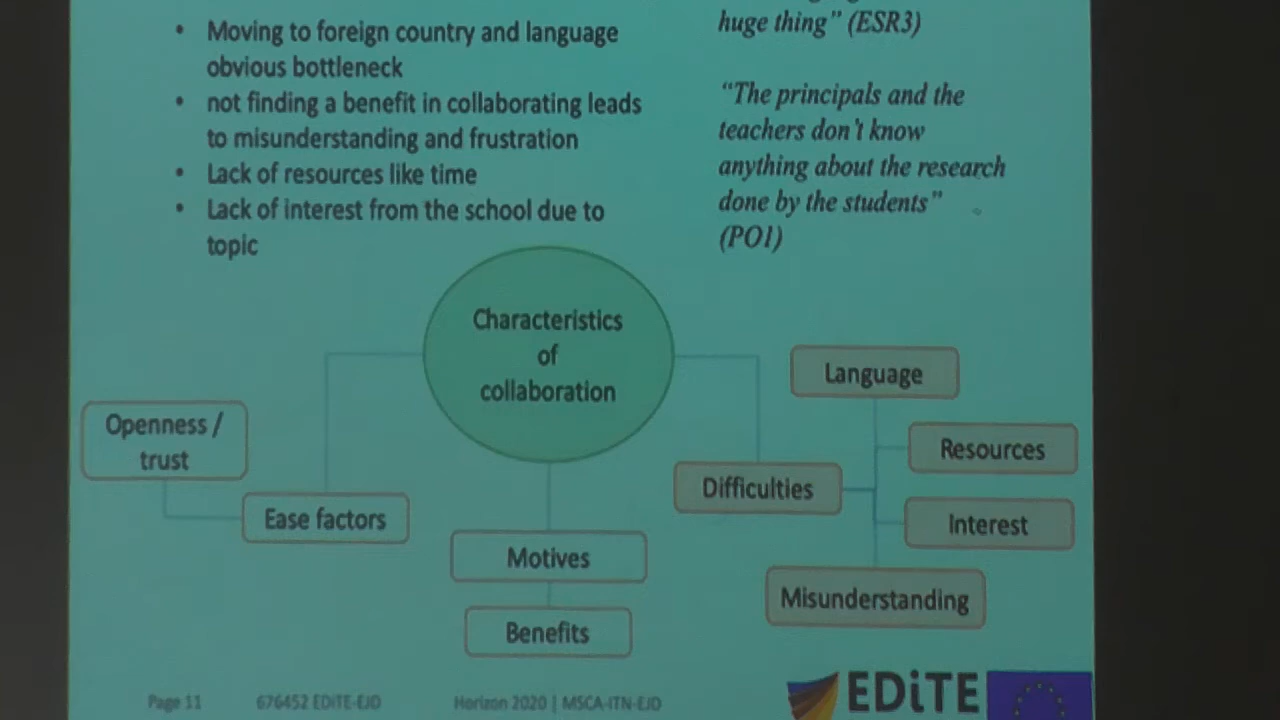 • Moving to foreign country and language
obvious bottleneck
• not finding a benefit in collaborating leads
to misunderstanding and frustration
• Lack of resources like time
• Lack of interest from the school due to
topic
huge thing” (ESR3)
“The principals and the
teachers don’t know
anything about the research
done by the students”
(PO1)
Characteristics
of
collaboration
Openness /
trust
Ease factors
Motives
Benefits
Difficulties
Language
Resources
Interest
Misunderstanding
Page 11
676452 EDiTE-EJD
Horizon 2020 | MSCA-ITN-EJD
EDiTE